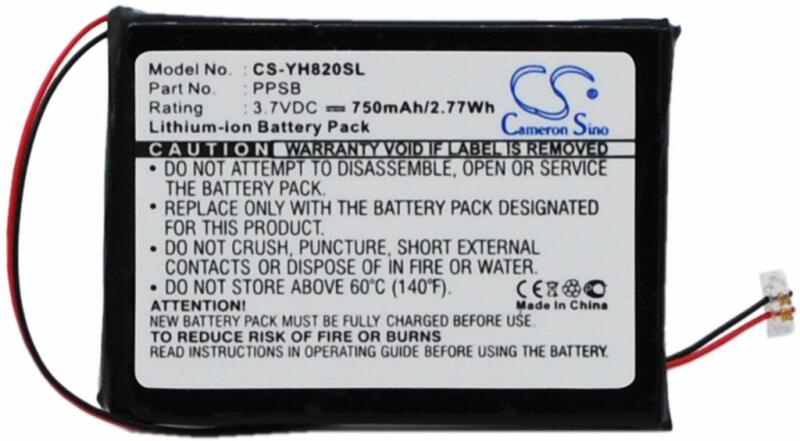 Model No. : CS-YH820SL
Part No. : PPSB
Rating : 3.7VDC ⎓ 750mAh/2.77Wh
Lithium-ion Battery Pack
CS
Cameron Sino
CAUTION WARRANTY VOID IF LABEL IS REMOVED
• DO NOT ATTEMPT TO DISASSEMBLE, OPEN OR SERVICE
THE BATTERY PACK.
• REPLACE ONLY WITH THE BATTERY PACK DESIGNATED
FOR THIS PRODUCT.
• DO NOT CRUSH, PUNCTURE, SHORT EXTERNAL
CONTACTS OR DISPOSE OF IN FIRE OR WATER.
• DO NOT STORE ABOVE 60°C (140°F).
CE
Made in China
ATTENTION!
NEW BATTERY PACK MUST BE FULLY CHARGED BEFORE USE
TO REDUCE RISK OF FIRE OR BURNS
READ INSTRUCTIONS IN OPERATING GUIDE BEFORE USE.